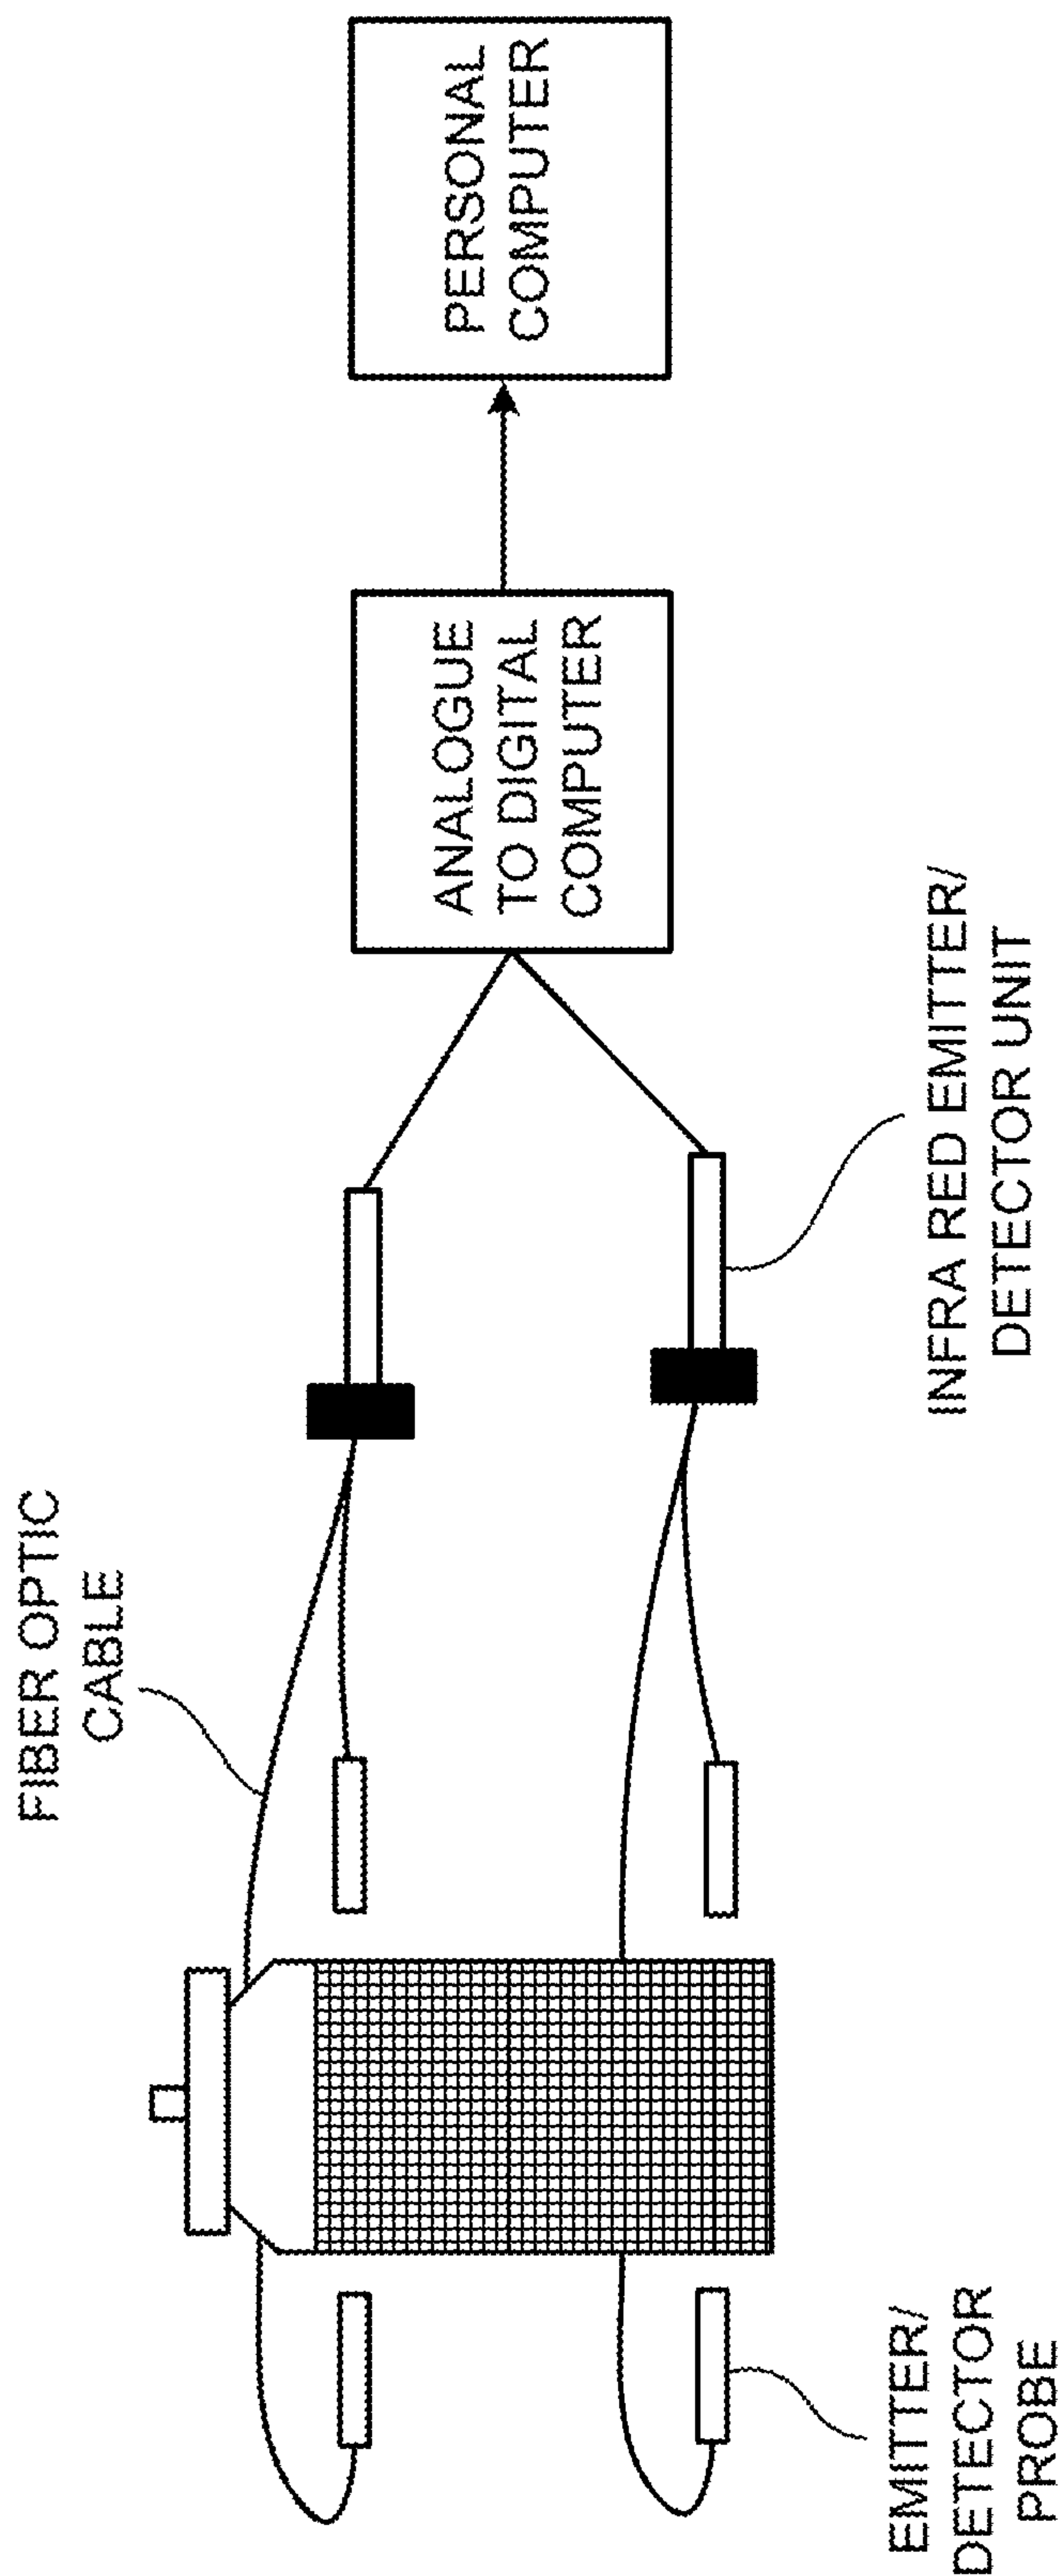 FIBER OPTIC
CABLE
EMITTER/
DETECTOR
PROBE
INFRA RED EMITTER/
DETECTOR UNIT
ANALOGUE
TO DIGITAL
COMPUTER
PERSONAL
COMPUTER